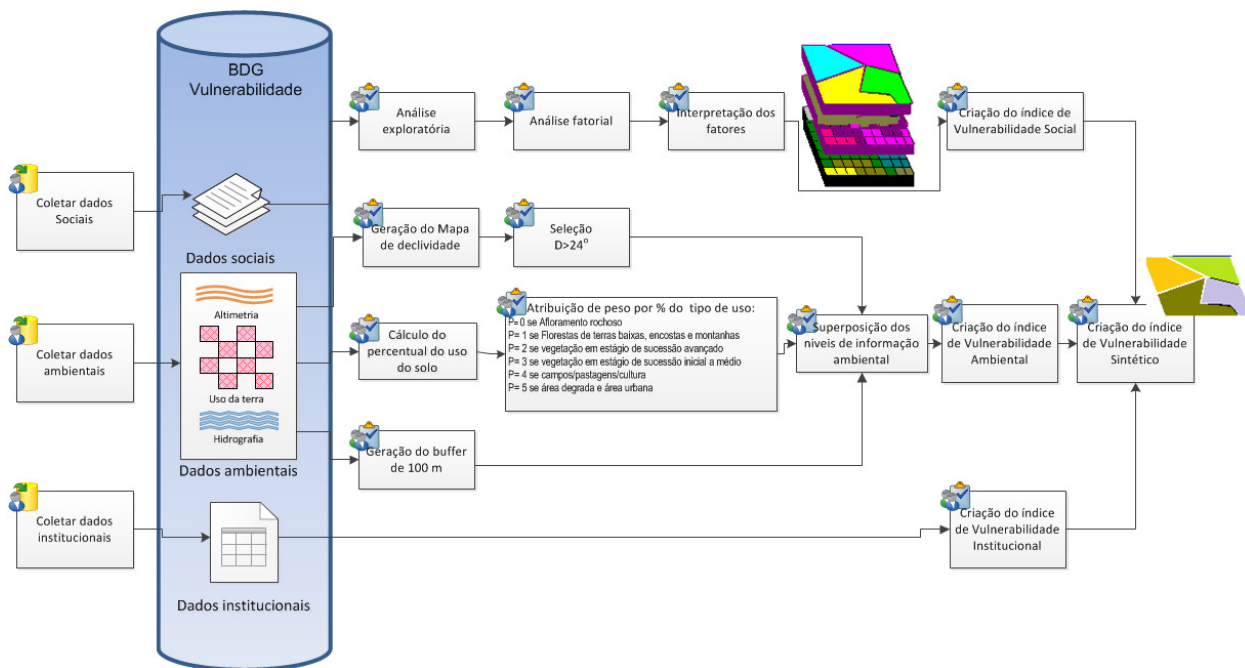 BDG
Vulnerabilidade
Coletar dados
Sociais
Dados sociais
Coletar dados
ambientais
Altimetria
Uso da terra
Hidrografia
Dados ambientais
Coletar dados
institucionais
Dados institucionais
Análise
exploratória
Análise fatorial
Interpretação dos
fatores
Criação do índice de
Vulnerabilidade Social
Geração do Mapa
de declividade
Seleção
D>24°
Cálculo do
percentual do uso
do solo
Atribuição de peso por % do tipo de uso:
P= 0 se Afloramento rochoso
P= 1 se Florestas de terras baixas, encostas e montanhas
P= 2 se vegetação em estágio de sucessão avançado
P= 3 se vegetação em estágio de sucessão inicial a médio
P= 4 se campos/pastagens/cultura
P= 5 se área degrada e área urbana
Superposição dos
niveis de informação
ambiental
Criação do índice
de Vulnerabilidade
Ambiental
Criação do índice
de Vulnerabilidade
Sintético
Geração do buffer
de 100 m
Criação do índice
de Vulnerabilidade
Institucional